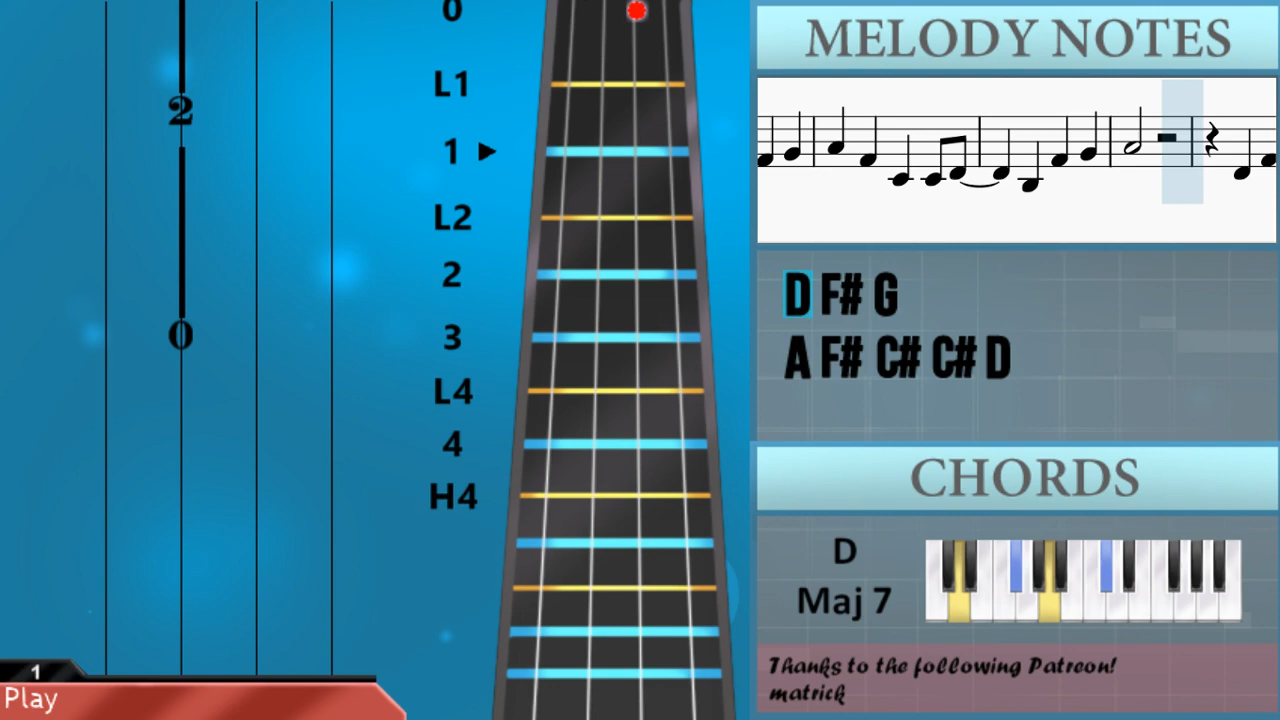 0
L1
1
L2
2
3
L4
4
H4
2
0
1
Play
MELODY NOTES
D F# G
A F# C# C# D
CHORDS
D
Maj 7
Thanks to the following Patreon!
matrick